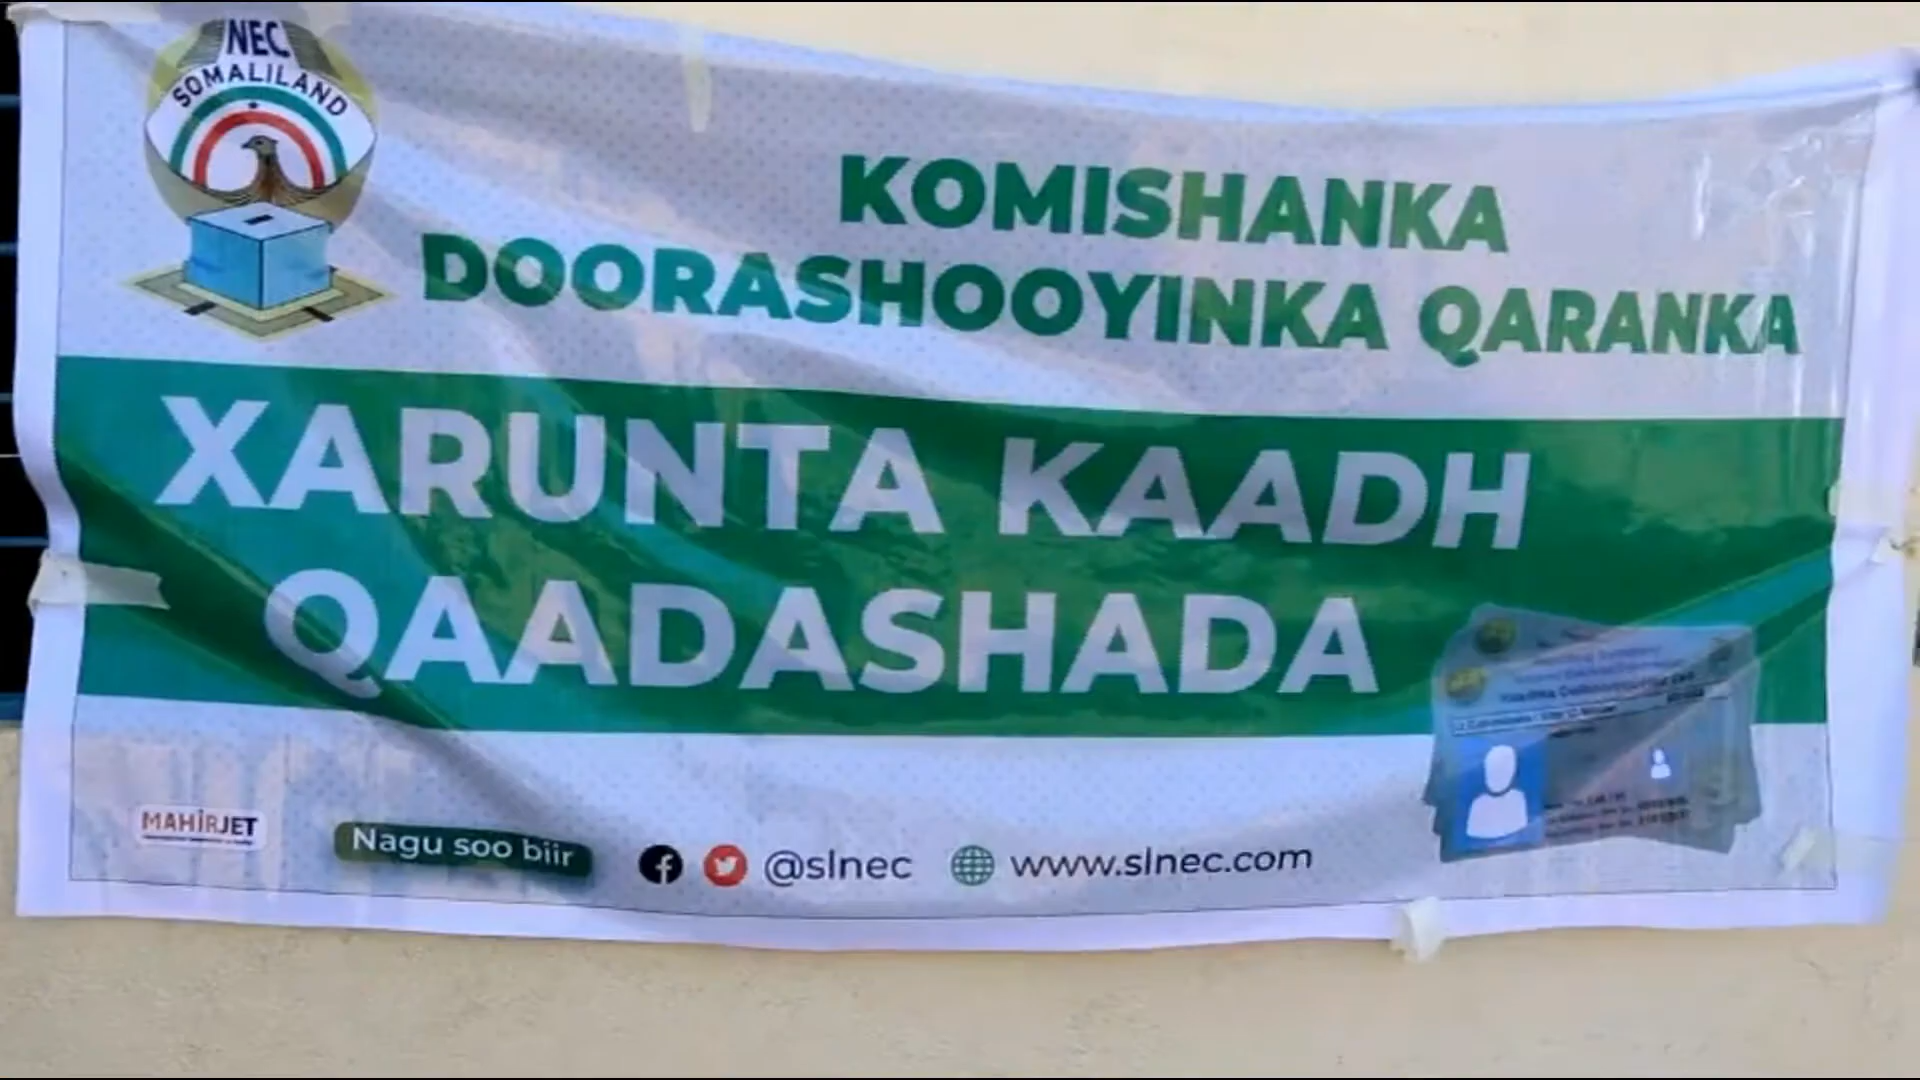 NEC
SOMALILAND
KOMISHANKA
DOORASHOOYINKA QARANKA
XARUNTA KAADH
QAADASHADA
MAHiRJET
Nagu soo biir
@slnec
www.slnec.com